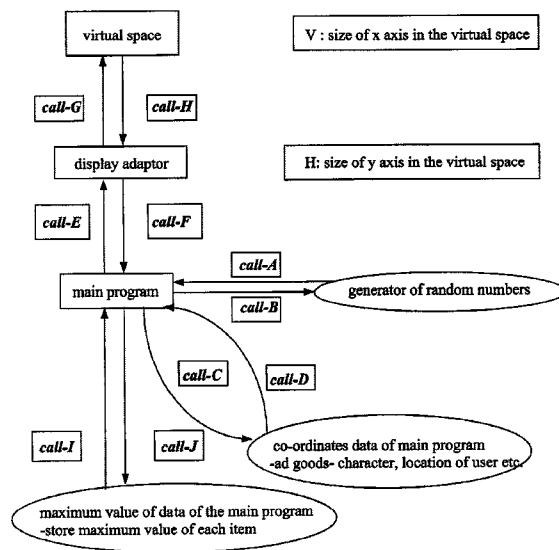 virtual space
V : size of x axis in the virtual space
call-G
call-H
display adaptor
H: size of y axis in the virtual space
call-E
call-F
call-A
main program
generator of random numbers
call-B
call-C
call-D
call-I
call-J
co-ordinates data of main program
-ad goods- character, location of user etc.
maximum value of data of the main program
-store maximum value of each item